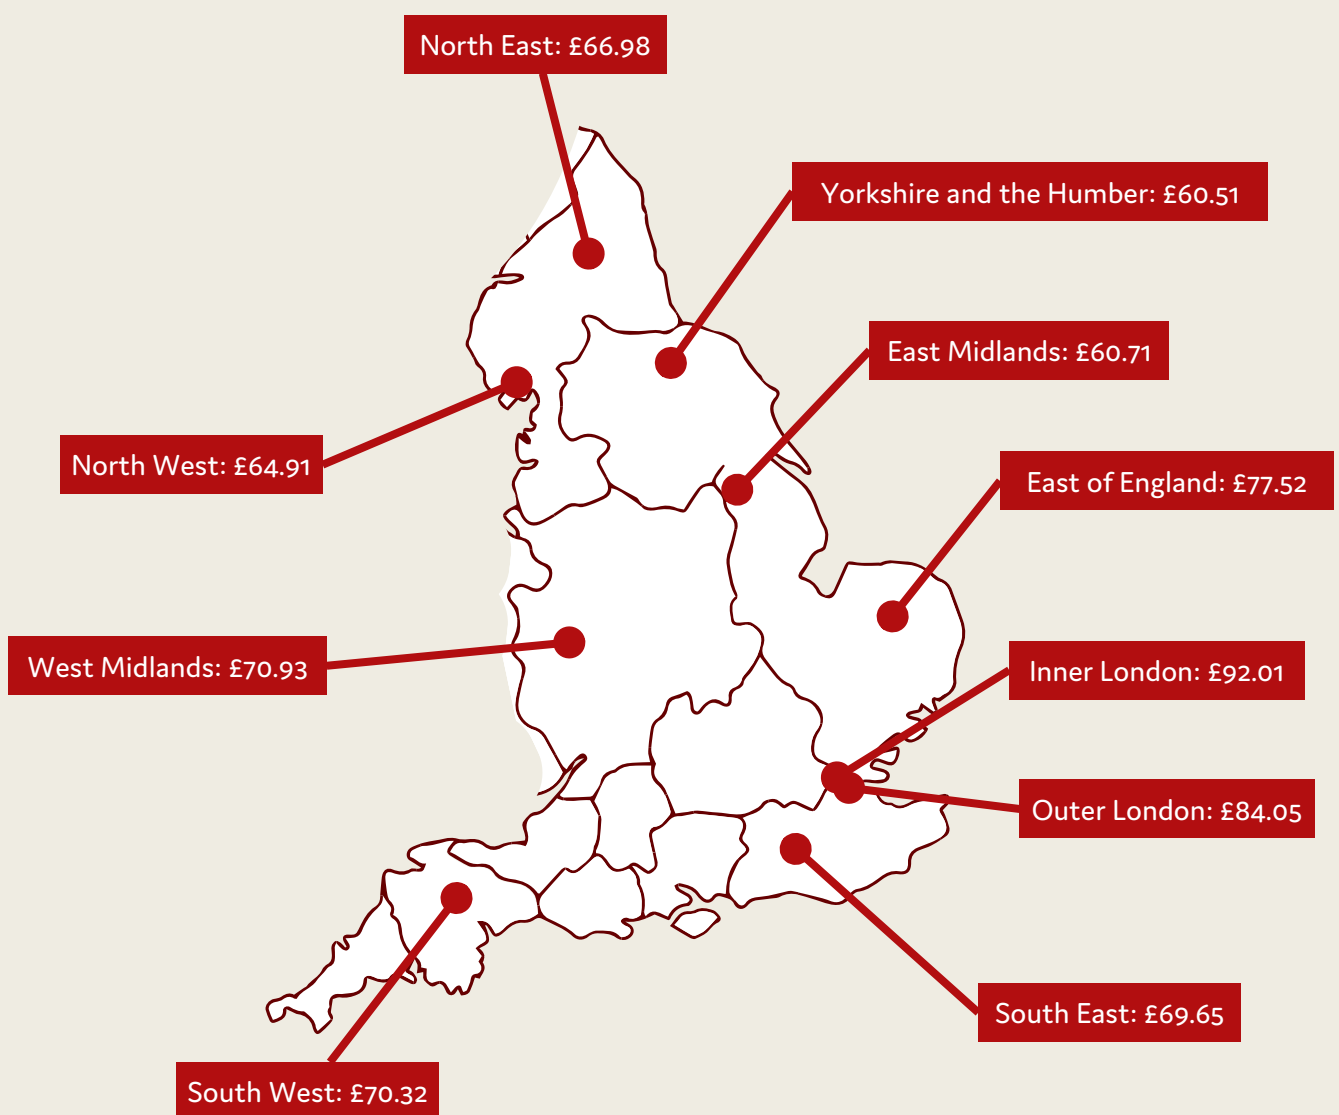 North East: £66.98
Yorkshire and the Humber: £60.51
East Midlands: £60.71
North West: £64.91
East of England: £77.52
West Midlands: £70.93
Inner London: £92.01
Outer London: £84.05
South East: £69.65
South West: £70.32